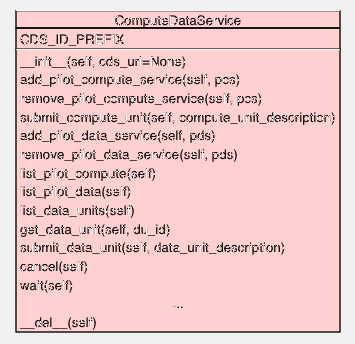 ComputeDataService
CDS_ID_PREFIX
__init__(self, cds_url=None)
add_pilot_compute_service(self, pcs)
remove_pilot_compute_service(self, pcs)
submit_compute_unit(self, compute_unit_description)
add_pilot_data_service(self, pds)
remove_pilot_data_service(self, pds)
list_pilot_compute(self)
list_pilot_data(self)
list_data_units(self)
get_data_unit(self, du_id)
submit_data_unit(self, data_unit_description)
cancel(self)
wait(self)
...
__del__(self)